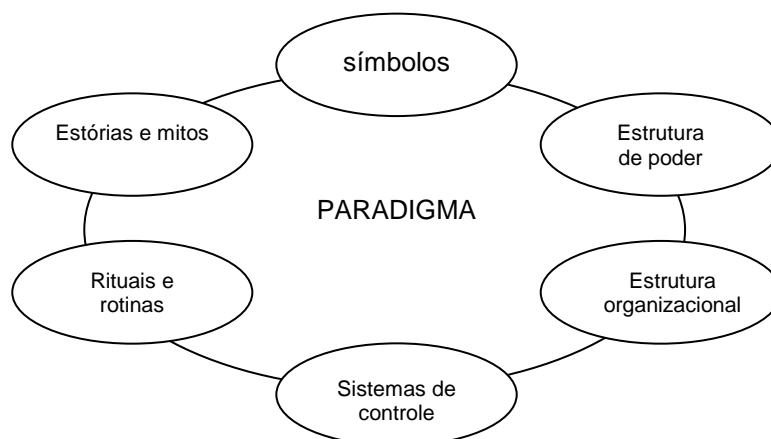 símbolos
Estórias e mitos
Estrutura
de poder
PARADIGMA
Rituais e
rotinas
Estrutura
organizacional
Sistemas de
controle